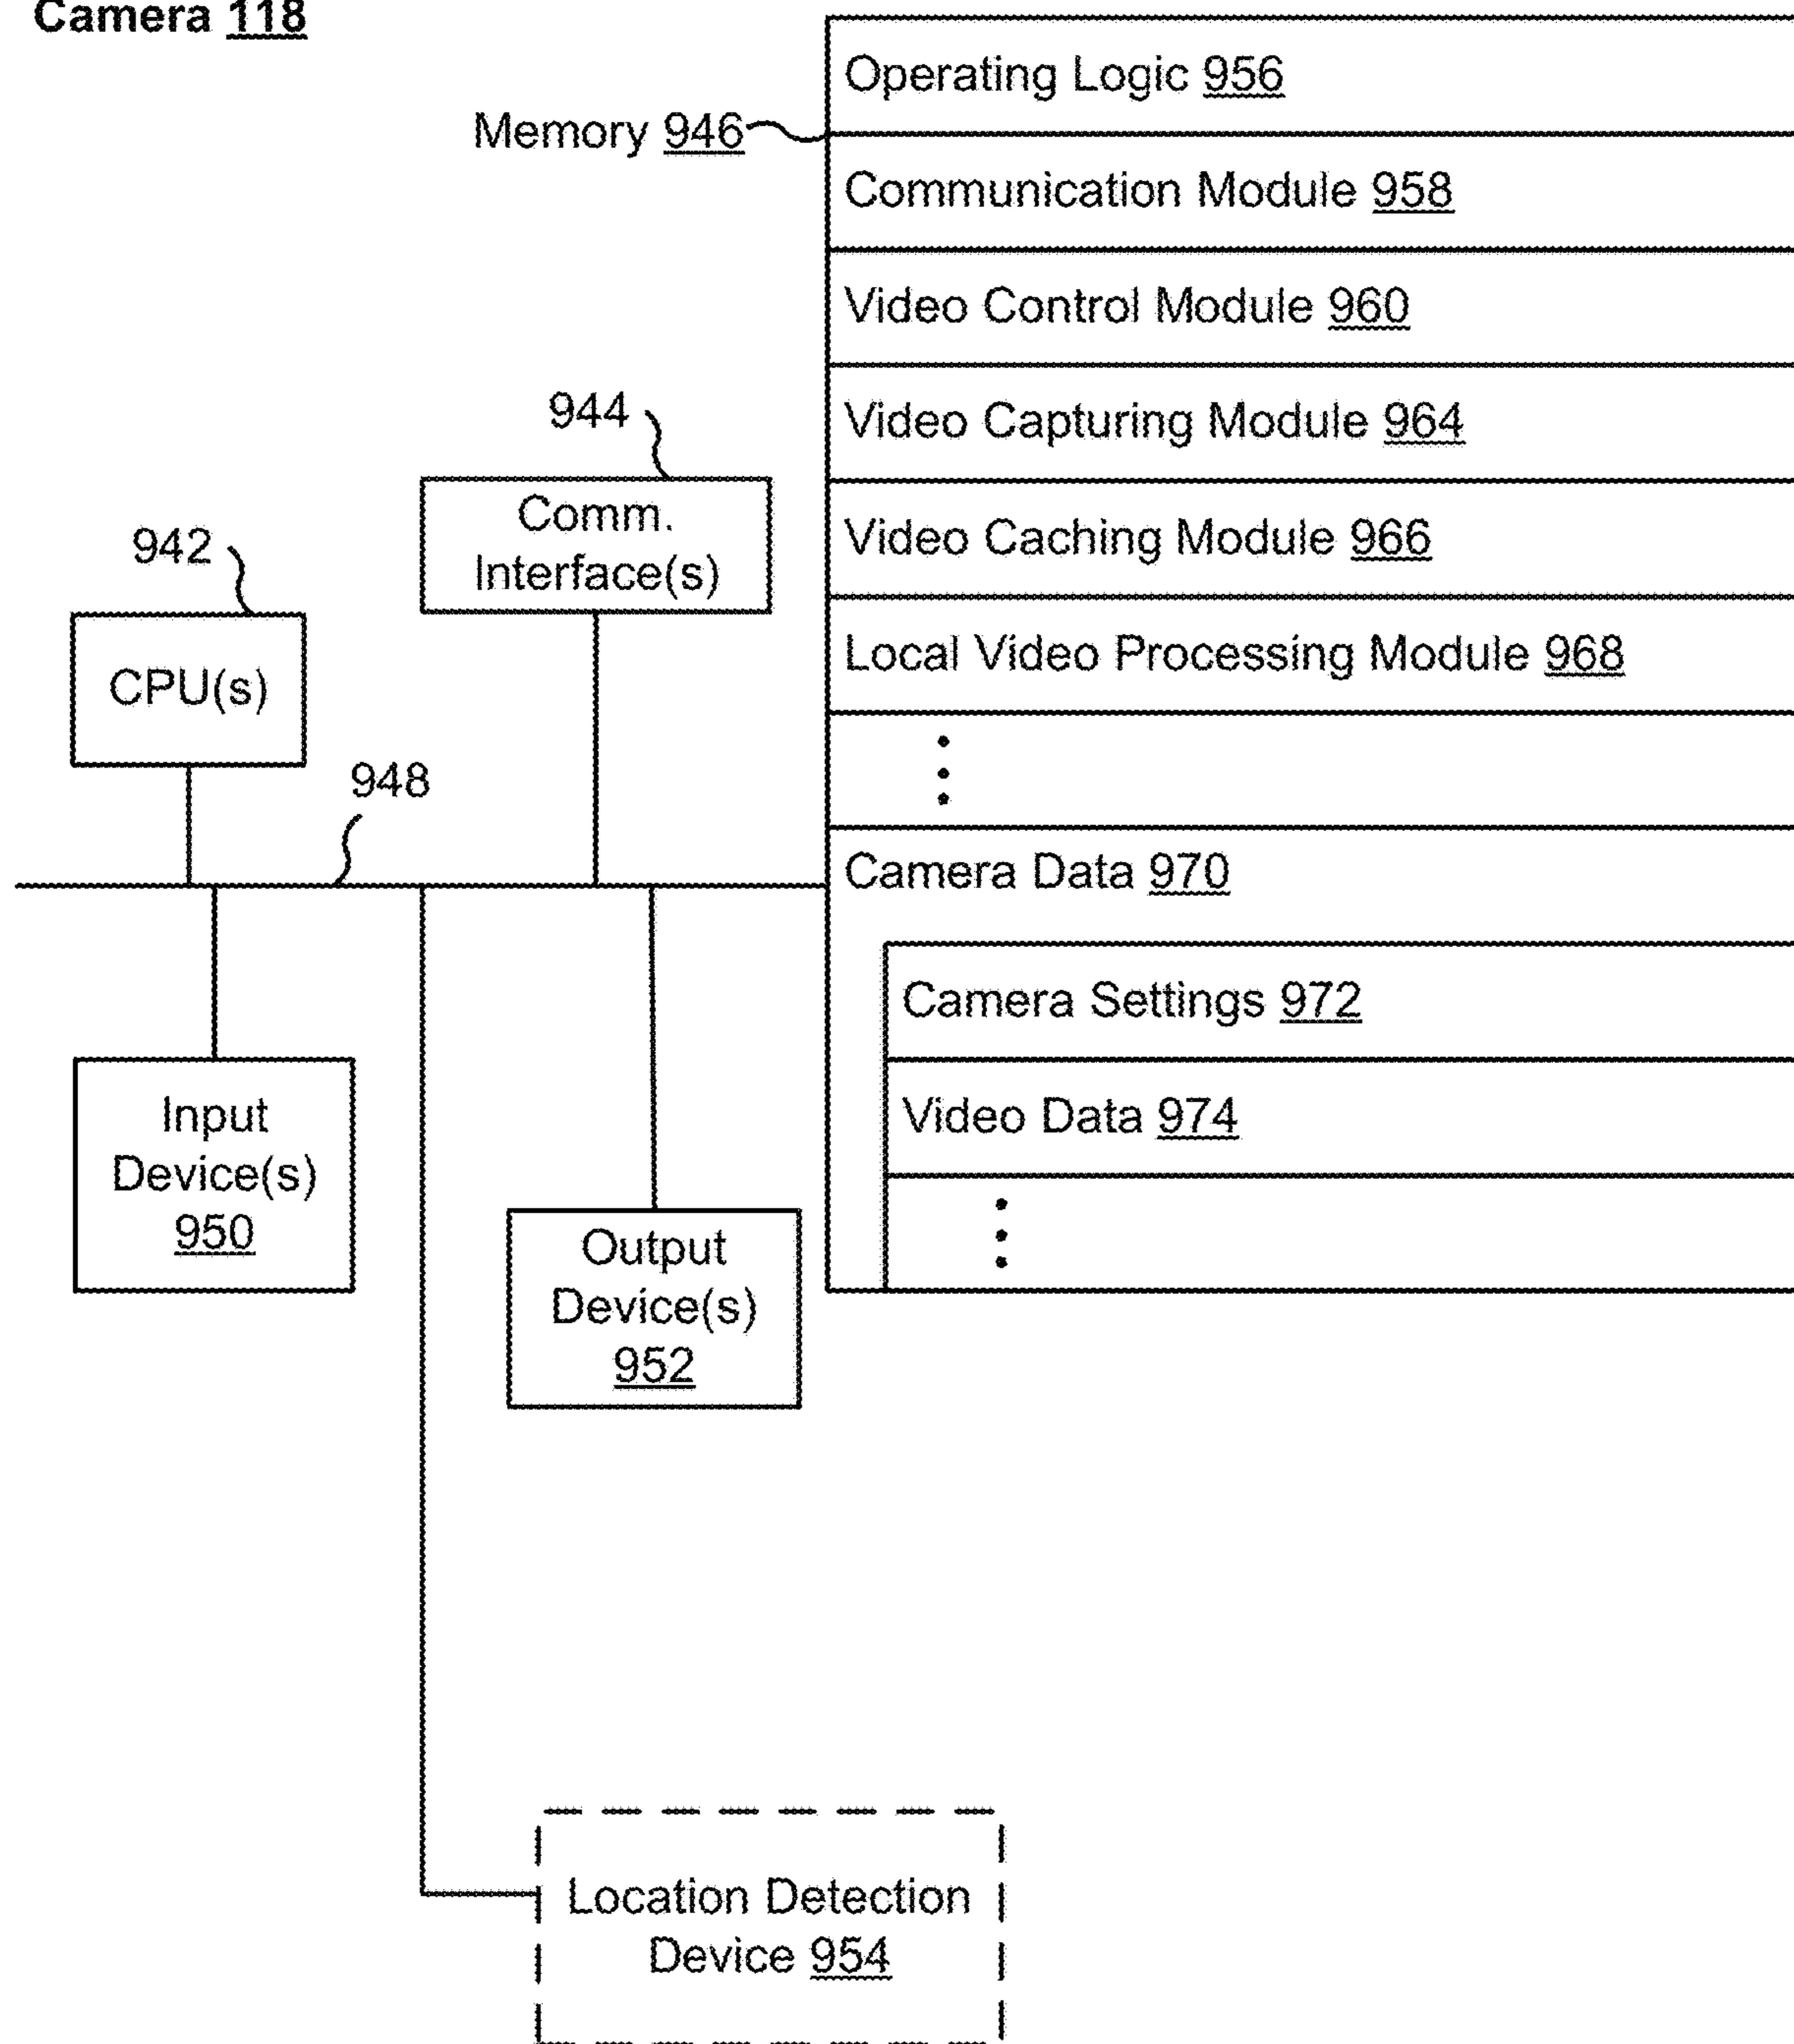 Camera 118
Operating Logic 956
Memory 946
Communication Module 958
Video Control Module 960
944
Video Capturing Module 964
Comm.
Interface(s)
942
Video Caching Module 966
CPU(s)
Local Video Processing Module 968
948
Camera Data 970
Camera Settings 972
Input
Device(s)
950
Video Data 974
Output
Device(s)
952
Location Detection
Device 954